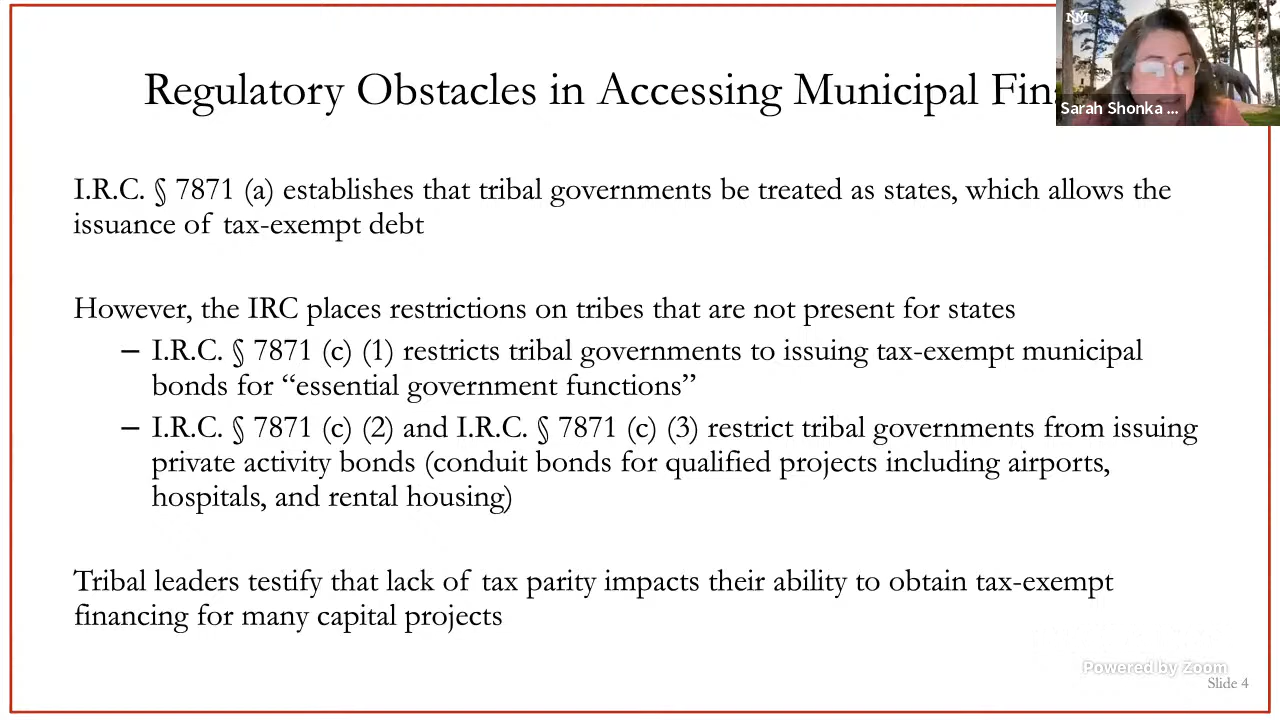 Regulatory Obstacles in Accessing Municipal
NM
Sarah Shonka ...
I.R.C. § 7871 (a) establishes that tribal governments be treated as states, which allows the
issuance of tax-exempt debt
However, the IRC places restrictions on tribes that are not present for states
– I.R.C. § 7871 (c) (1) restricts tribal governments to issuing tax-exempt municipal
bonds for “essential government functions”
– I.R.C. § 7871 (c) (2) and I.R.C. § 7871 (c) (3) restrict tribal governments from issuing
private activity bonds (conduit bonds for qualified projects including airports,
hospitals, and rental housing)
Tribal leaders testify that lack of tax parity impacts their ability to obtain tax-exempt
financing for many capital projects
Powered by Zoom
Slide 4